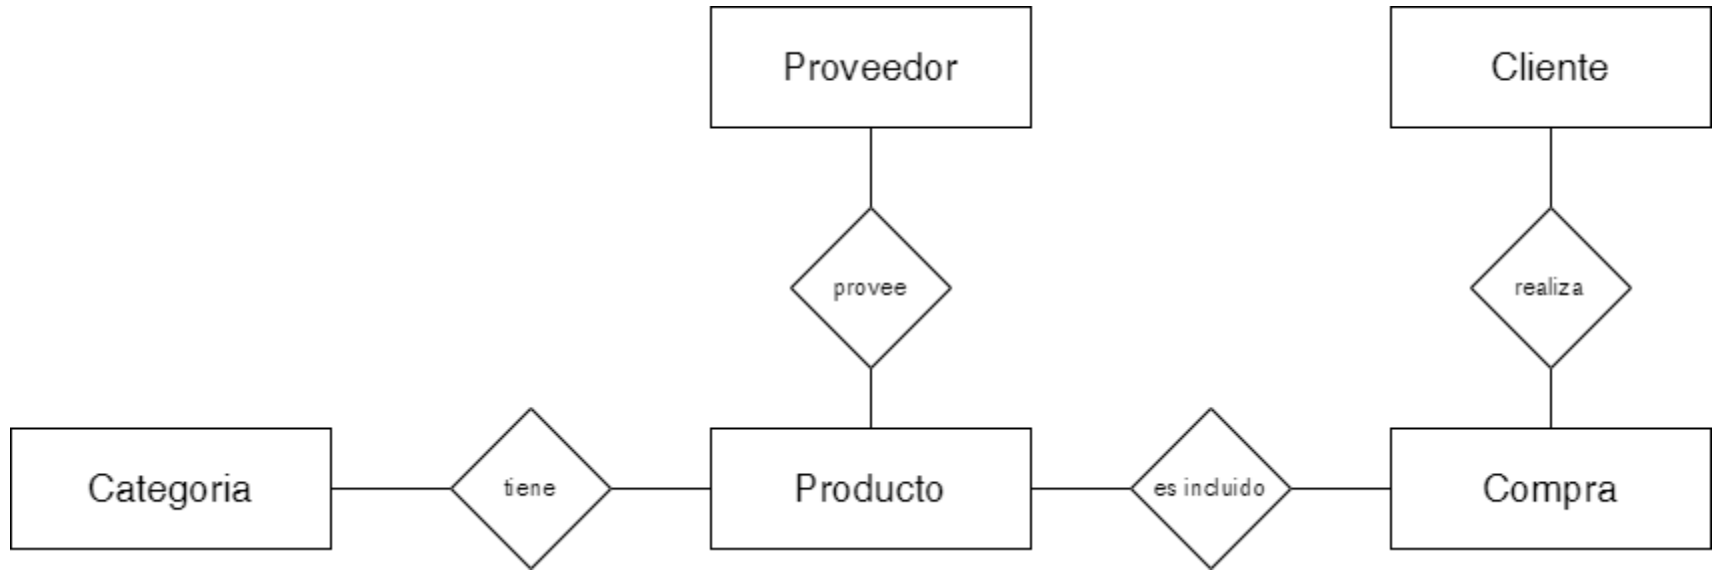 Proveedor
Cliente
provee
realiza
Categoria
tiene
Producto
es incluido
Compra